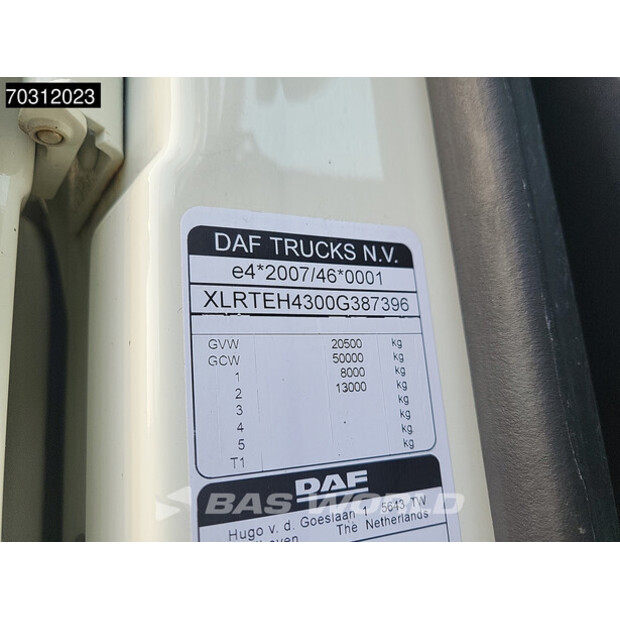 70312023
DAF TRUCKS N.V.
e4*2007/46*0001
XLRTEH4300G387396
GVW 20500 kg
GCW 50000 kg
1 8000 kg
2 13000 kg
3 kg
4 kg
5 kg
T1
DAF
BAS WORLD
Hugo v. d. Goeslaan 1 5643 TW
The Netherlands